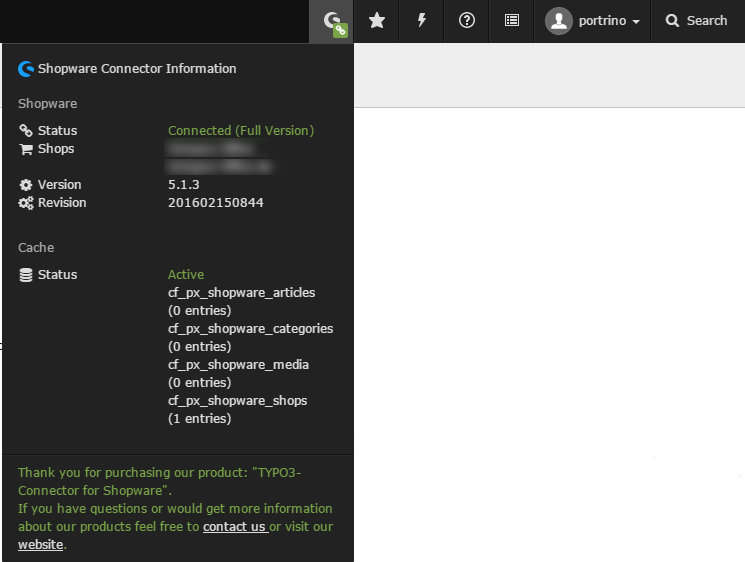 portrino
Search
Shopware Connector Information
Shopware
Status Connected (Full Version)
Shops
Version 5.1.3
Revision 201602150844
Cache
Status Active
cf_px_shopware_articles
(0 entries)
cf_px_shopware_categories
(0 entries)
cf_px_shopware_media
(0 entries)
cf_px_shopware_shops
(1 entries)
Thank you for purchasing our product: "TYPO3-
Connector for Shopware".
If you have questions or would get more information
about our products feel free to contact us or visit our
website.